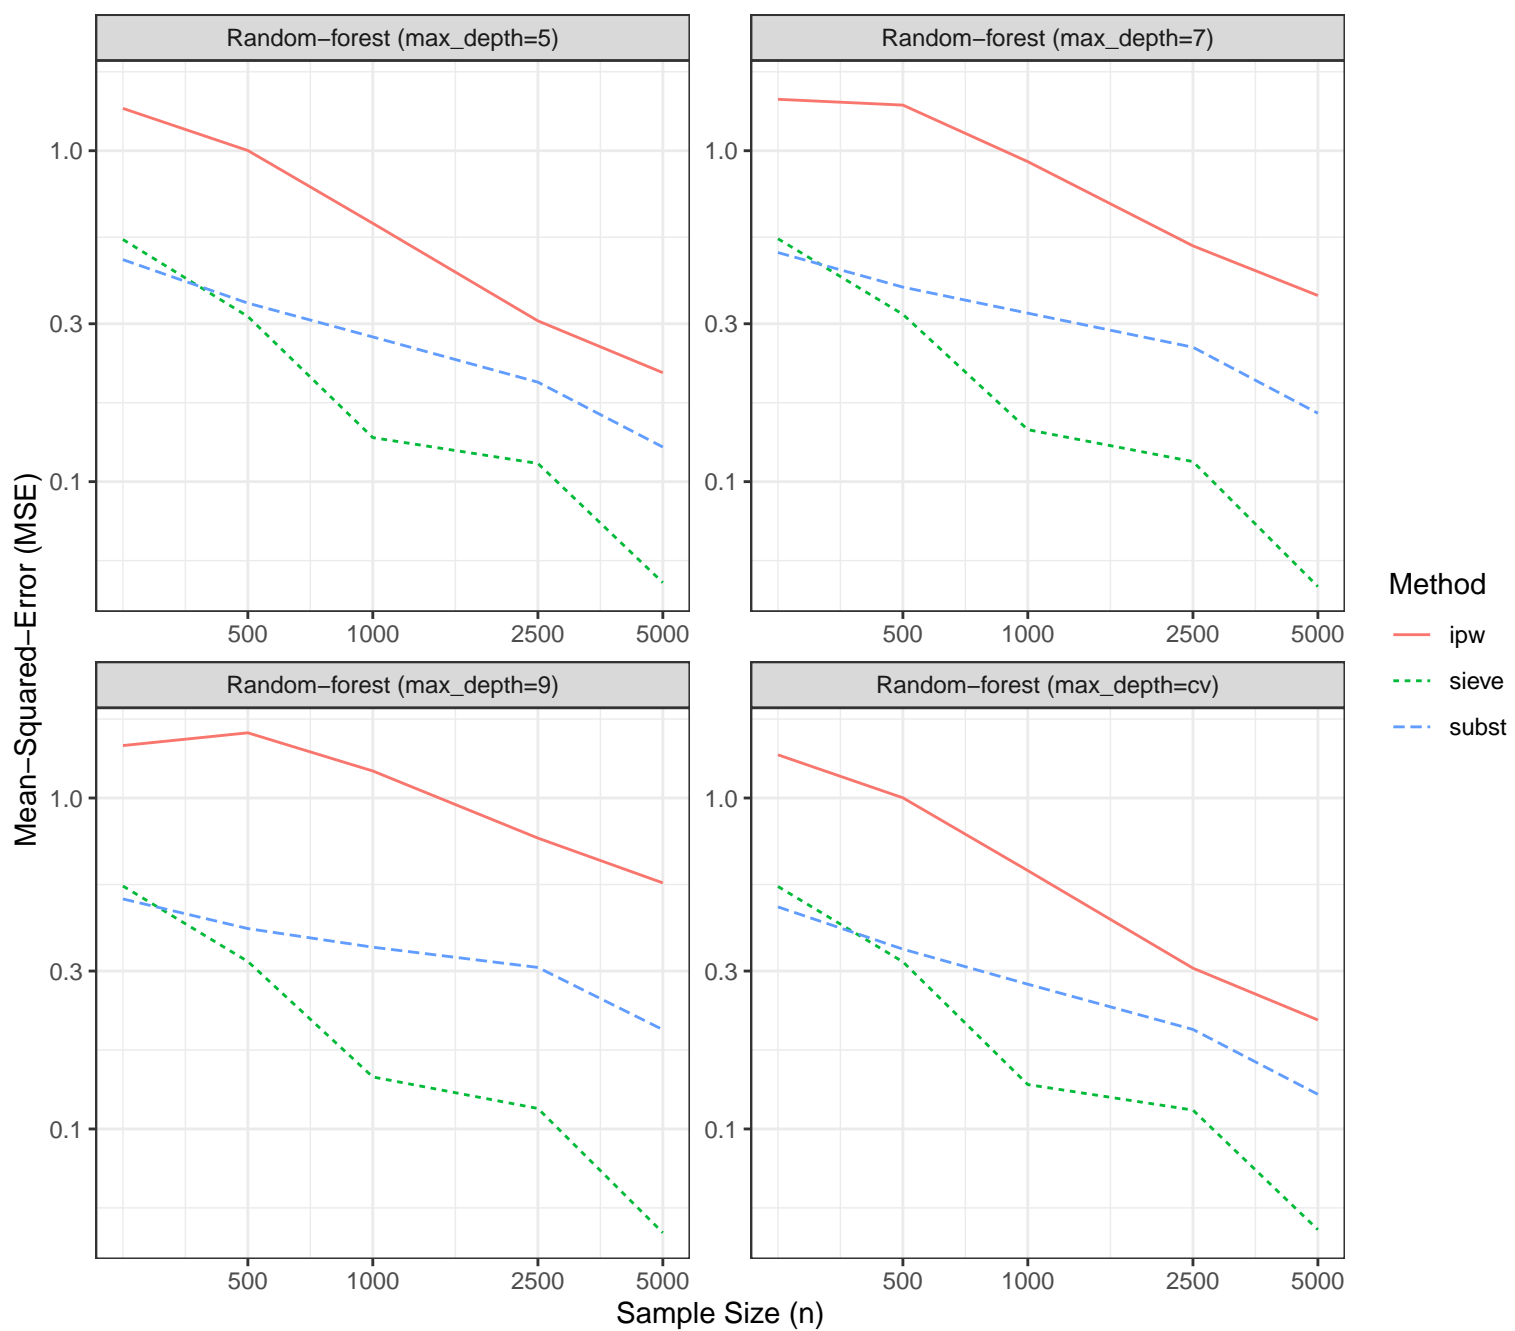 Random−forest (max_depth=5)
Random−forest (max_depth=7)
1.0
0.3
0.1
500
1000
2500
5000
1.0
0.3
0.1
500
1000
2500
5000
Random−forest (max_depth=9)
Random−forest (max_depth=cv)
1.0
0.3
0.1
500
1000
2500
5000
1.0
0.3
0.1
500
1000
2500
5000
Sample Size (n)
Mean−Squared−Error (MSE)
Method
ipw
sieve
subst